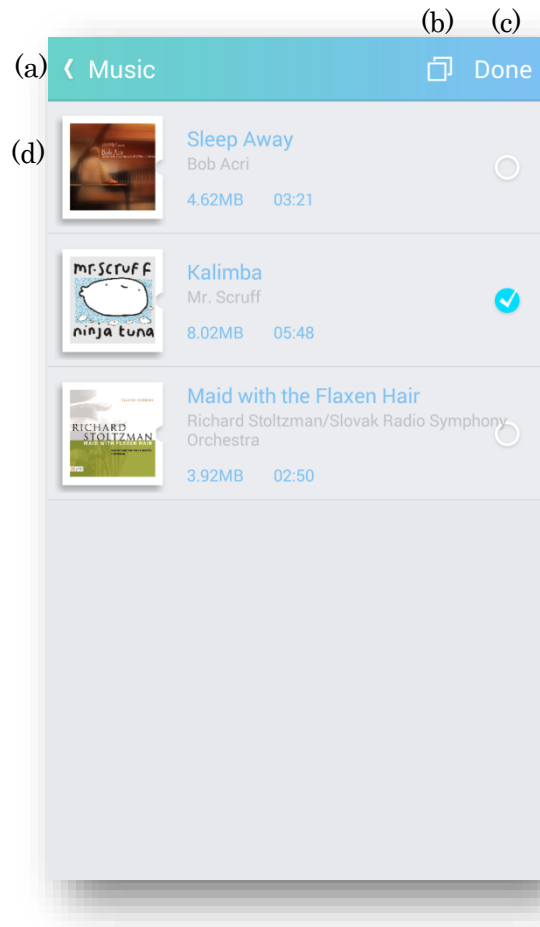 (b) (c)
(a) Music Done
(d)
Sleep Away
Bob Acri
4.62MB 03:21
mr.scruff
ninja tuna
Kalimba
Mr. Scruff
8.02MB 05:48
RICHARD
STOLTZMAN
MAID WITH THE FLAXEN HAIR
Maid with the Flaxen Hair
Richard Stoltzman/Slovak Radio Symphony
Orchestra
3.92MB 02:50